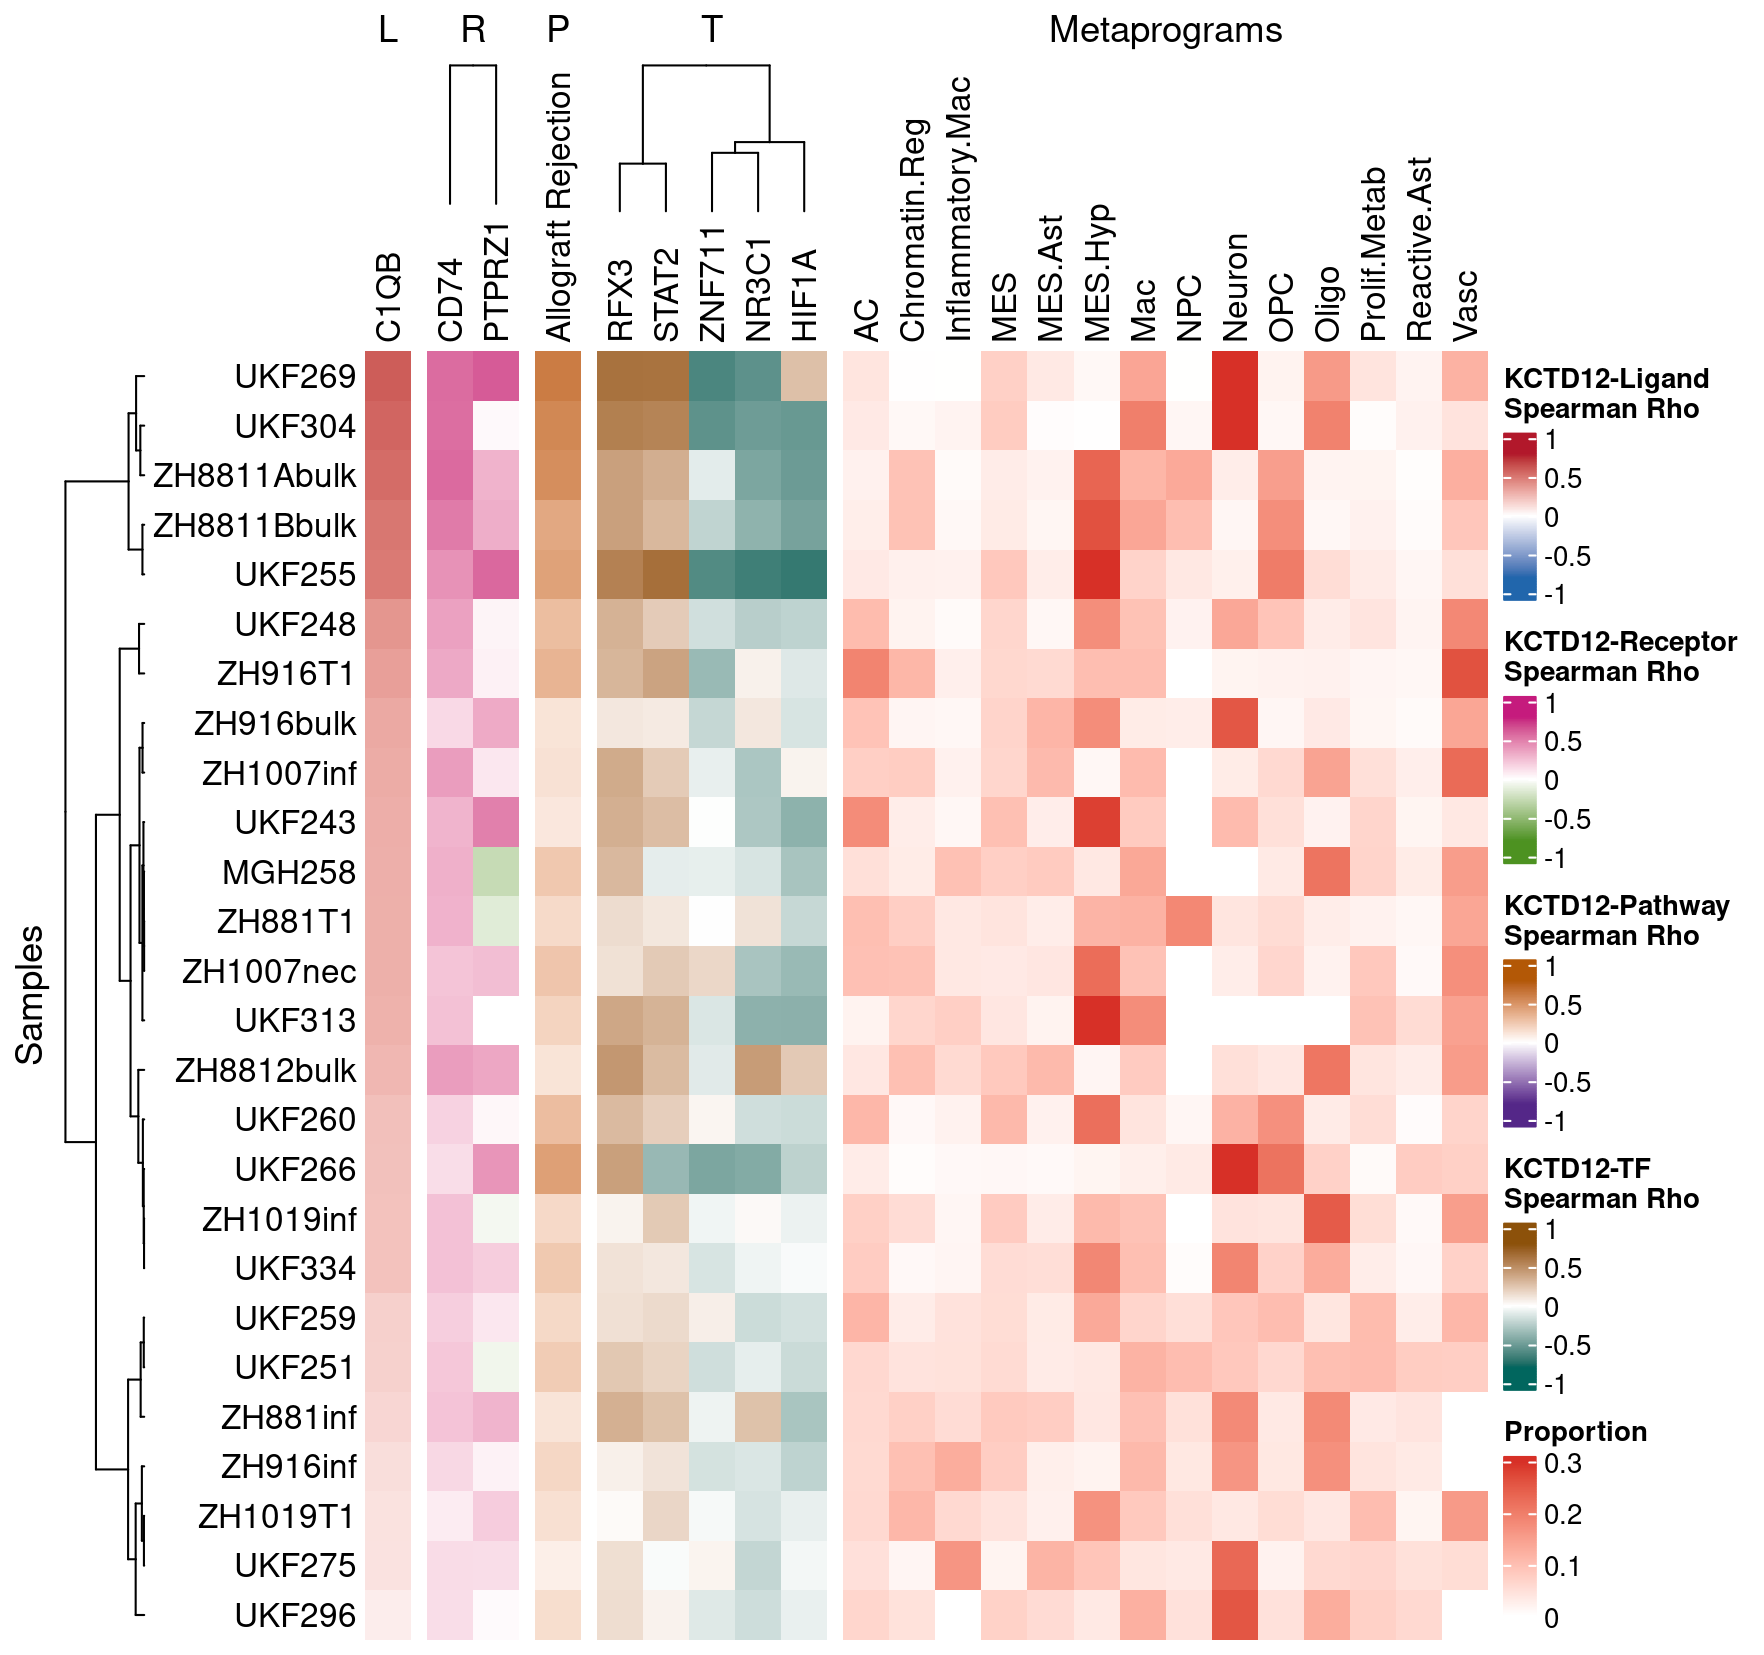 L R P T Metaprograms
C1QB
CD74
PTPRZ1
Allograft Rejection
RFX3
STAT2
ZNF711
NR3C1
HIF1A
AC
Chromatin.Reg
Inflammatory.Mac
MES
MES.Ast
MES.Hyp
Mac
NPC
Neuron
OPC
Oligo
Prolif.Metab
Reactive.Ast
Vasc
Samples
UKF269
UKF304
ZH8811Abulk
ZH8811Bbulk
UKF255
UKF248
ZH916T1
ZH916bulk
ZH1007inf
UKF243
MGH258
ZH881T1
ZH1007nec
UKF313
ZH8812bulk
UKF260
UKF266
ZH1019inf
UKF334
UKF259
UKF251
ZH881inf
ZH916inf
ZH1019T1
UKF275
UKF296
KCTD12-Ligand
Spearman Rho
1
0.5
0
-0.5
-1
KCTD12-Receptor
Spearman Rho
1
0.5
0
-0.5
-1
KCTD12-Pathway
Spearman Rho
1
0.5
0
-0.5
-1
KCTD12-TF
Spearman Rho
1
0.5
0
-0.5
-1
Proportion
0.3
0.2
0.1
0